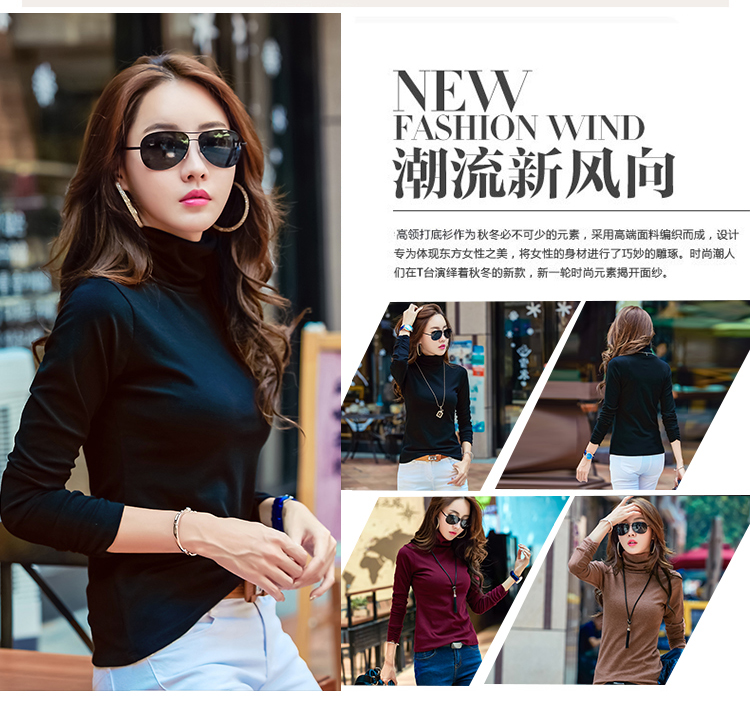 NEW
FASHION WIND
潮流新风向
高领打底衫作为秋冬必不可少的元素，采用高端面料编织而成，设计
专为体现东方女性之美，将女性的身材进行了巧妙的雕琢。时尚潮人
们在T台演绎着秋冬的新款，新一轮时尚元素揭开面纱。